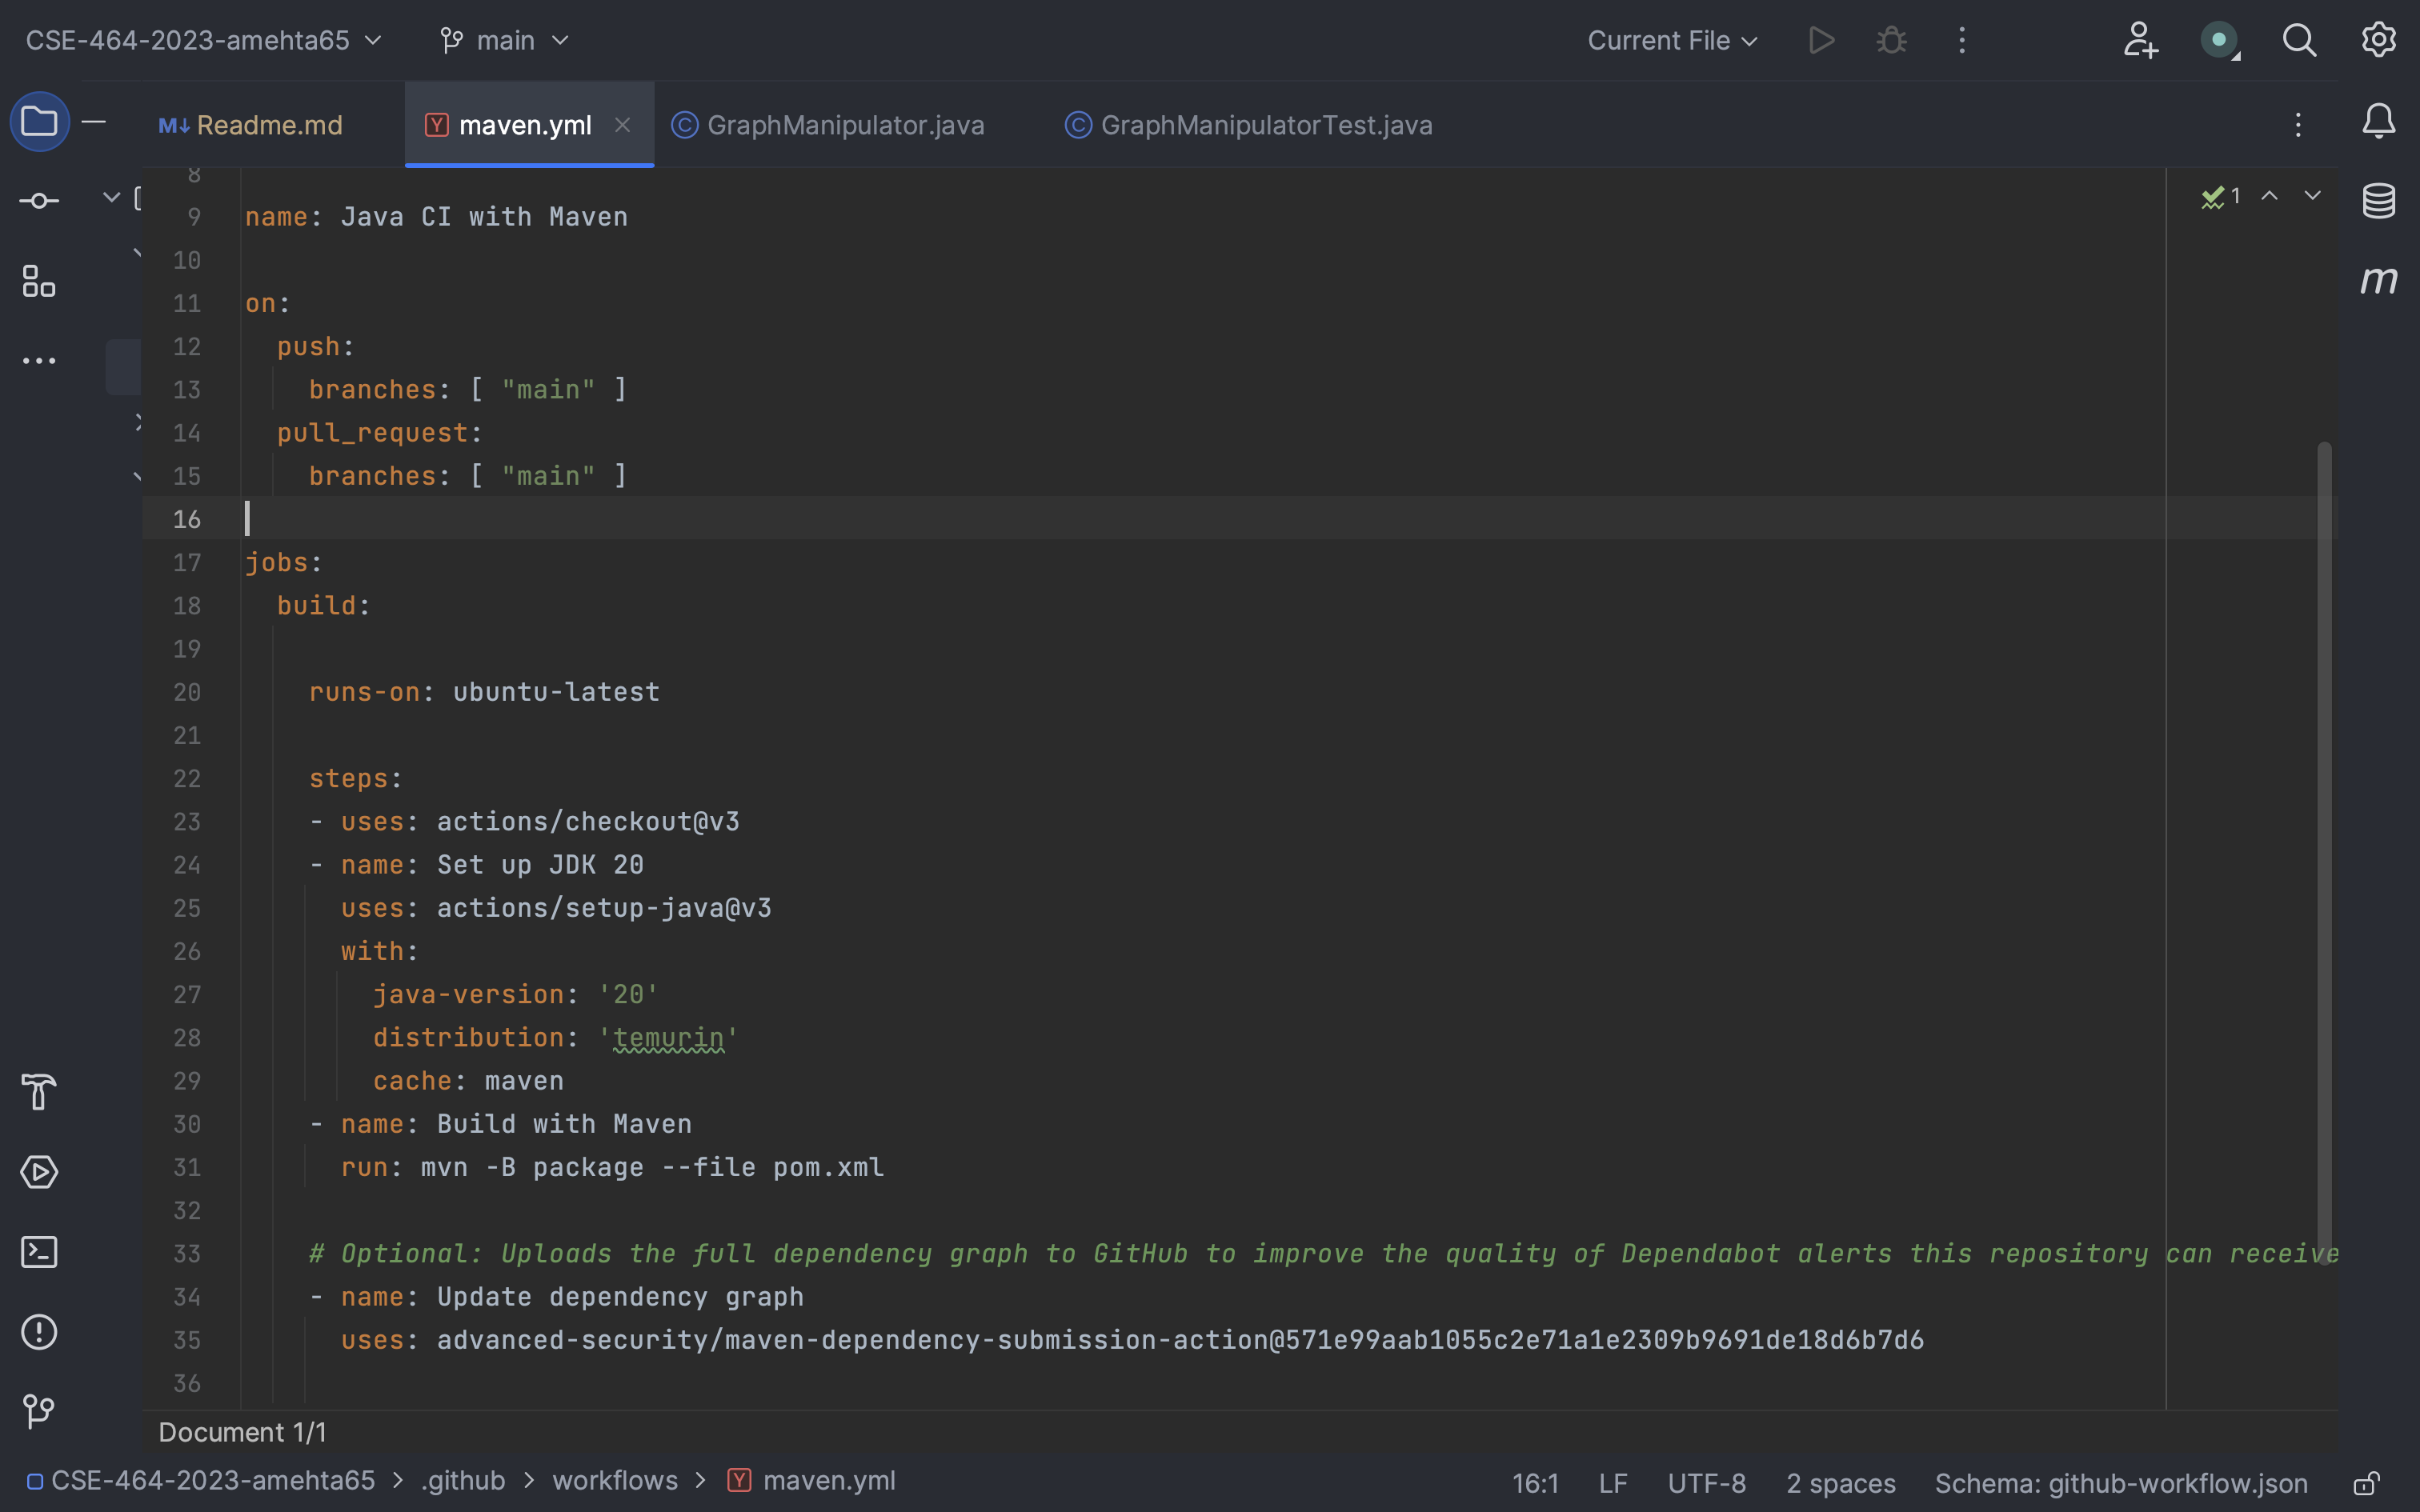 CSE-464-2023-amehta65 main Current File
M↓ Readme.md Y maven.yml C GraphManipulator.java C GraphManipulatorTest.java
8
9 name: Java CI with Maven 1
10
11 on:
12 push:
13 branches: [ "main" ]
14 pull_request:
15 branches: [ "main" ]
16
17 jobs:
18 build:
19
20 runs-on: ubuntu-latest
21
22 steps:
23 - uses: actions/checkout@v3
24 - name: Set up JDK 20
25 uses: actions/setup-java@v3
26 with:
27 java-version: '20'
28 distribution: 'temurin'
29 cache: maven
30 - name: Build with Maven
31 run: mvn -B package --file pom.xml
32
33 # Optional: Uploads the full dependency graph to GitHub to improve the quality of Dependabot alerts this repository can receive
34 - name: Update dependency graph
35 uses: advanced-security/maven-dependency-submission-action@571e99aab1055c2e71a1e2309b9691de18d6b7d6
36
Document 1/1
CSE-464-2023-amehta65 > .github > workflows > Y maven.yml 16:1 LF UTF-8 2 spaces Schema: github-workflow.json
m